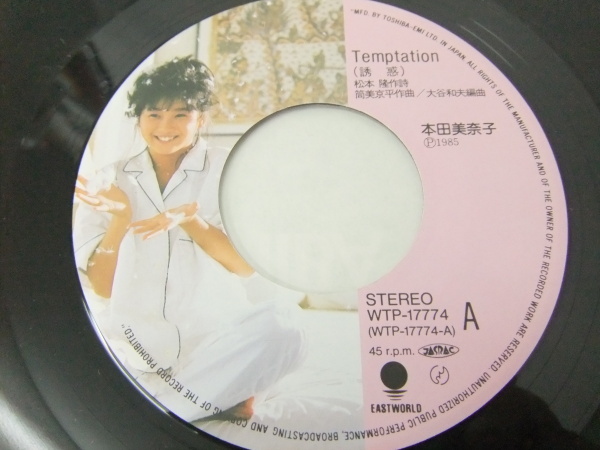 Temptation
(誘惑)
松本 隆作詩
筒美京平作曲／大谷和夫編曲
本田美奈子
Ⓟ1985
STEREO
WTP-17774
(WTP-17774-A)
A
45 r.p.m.
JASRAC
EASTWORLD
"MFD. BY TOSHIBA-EMI LTD. IN JAPAN. ALL RIGHTS OF THE MANUFACTURER AND OF THE OWNER OF THE RECORDED WORK ARE RESERVED UNAUTHORIZED PUBLIC PERFORMANCE, BROADCASTING AND COPYING OF THE RECORD PROHIBITED."